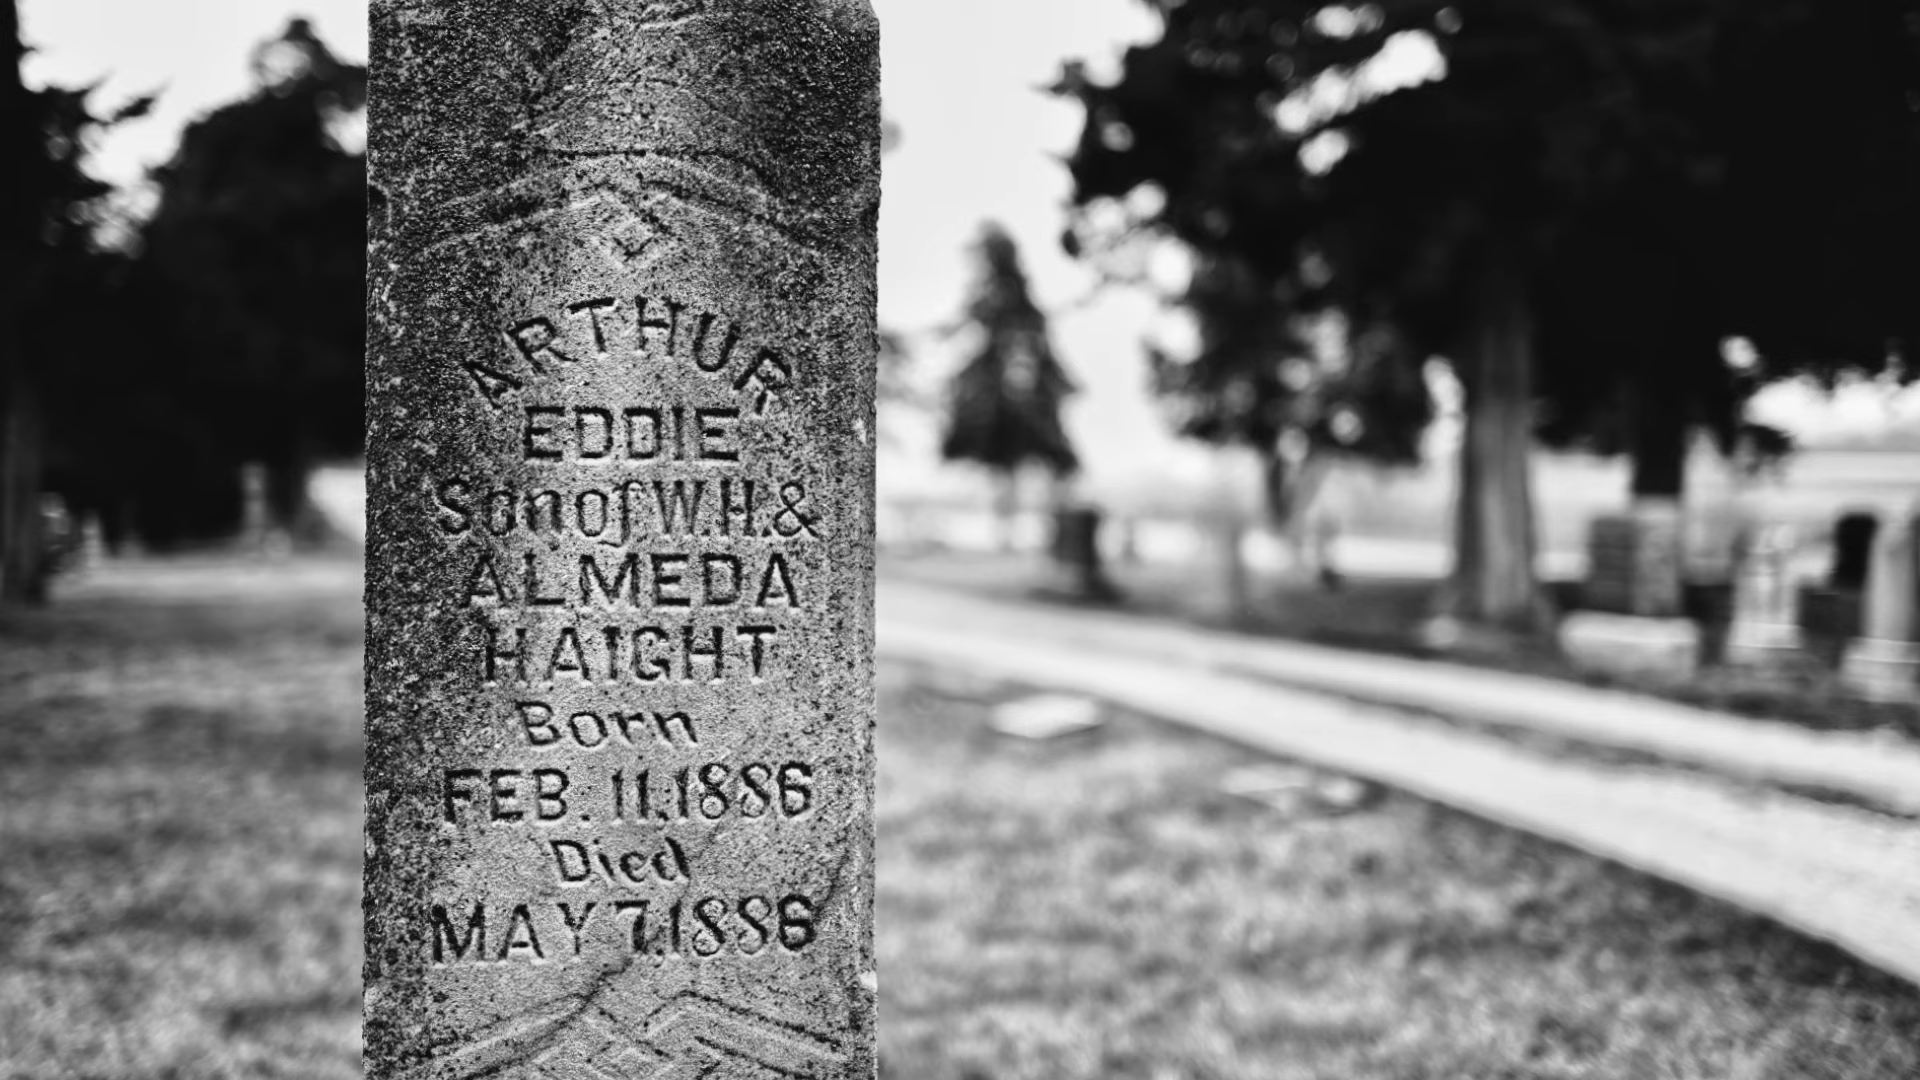 ARTHUR
EDDIE
Son of W.H. &
ALMEDA
HAIGHT
Born
FEB. 11.1886
Died
MAY 7.1886